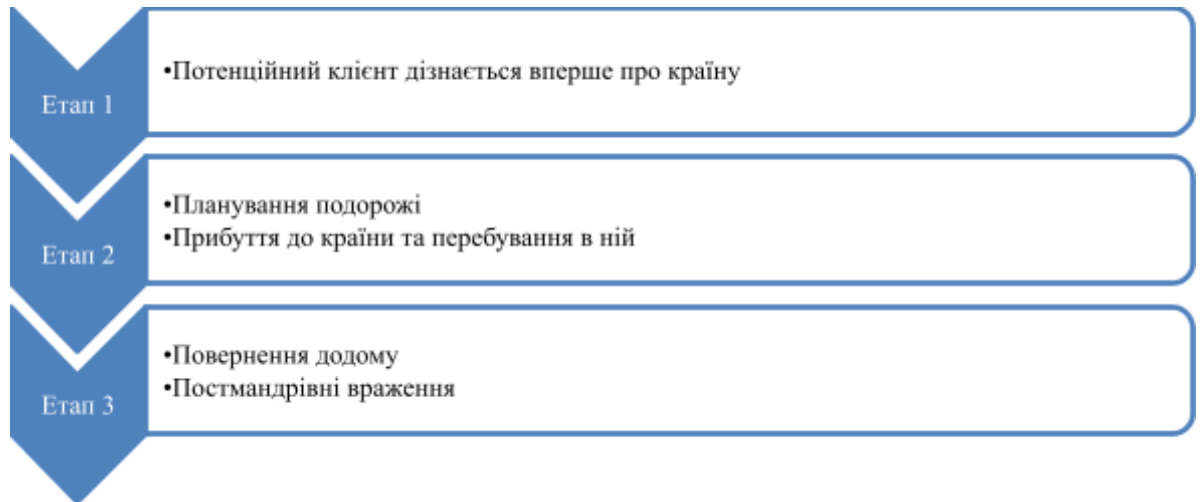 Етап 1
•Потенційний клієнт дізнається вперше про країну
Етап 2
•Планування подорожі
•Прибуття до країни та перебування в ній
Етап 3
•Повернення додому
•Постмандрівні враження